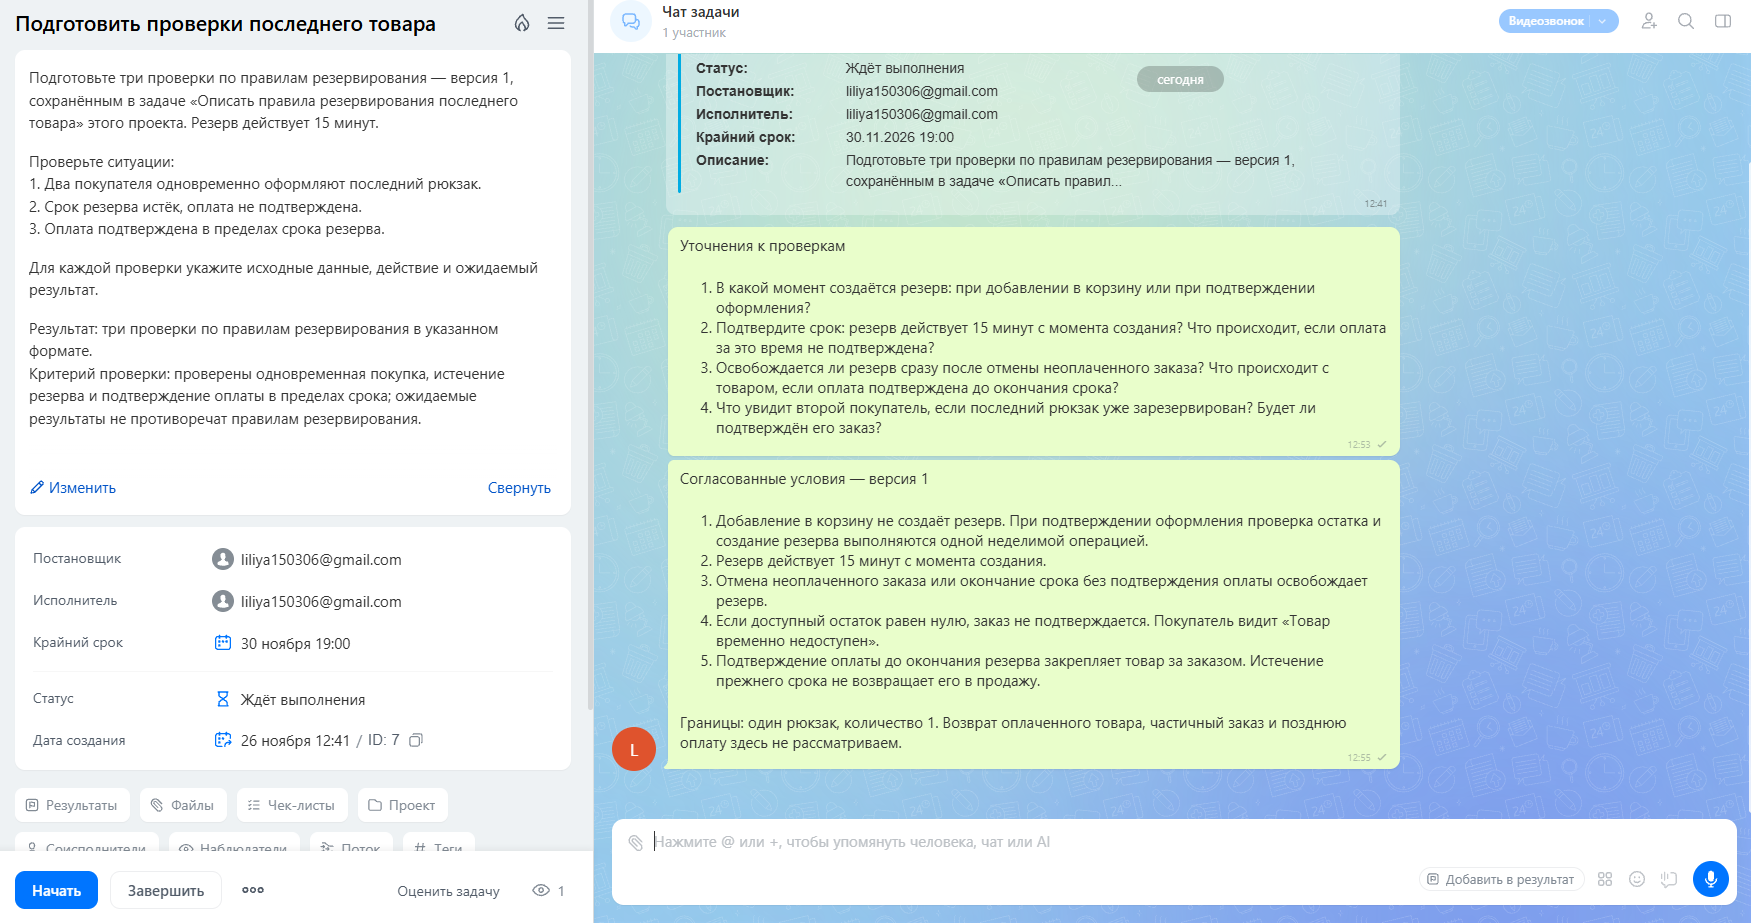 Подготовить проверки последнего товара
Подготовьте три проверки по правилам резервирования — версия 1,
сохранённым в задаче «Описать правила резервирования последнего
товара» этого проекта. Резерв действует 15 минут.
Проверьте ситуации:
1. Два покупателя одновременно оформляют последний рюкзак.
2. Срок резерва истёк, оплата не подтверждена.
3. Оплата подтверждена в пределах срока резерва.
Для каждой проверки укажите исходные данные, действие и ожидаемый
результат.
Результат: три проверки по правилам резервирования в указанном
формате.
Критерий проверки: проверены одновременная покупка, истечение
резерва и подтверждение оплаты в пределах срока; ожидаемые
результаты не противоречат правилам резервирования.
Изменить
Свернуть
Постановщик
liliya150306@gmail.com
Исполнитель
liliya150306@gmail.com
Крайний срок
30 ноября 19:00
Статус
Ждёт выполнения
Дата создания
26 ноября 12:41 / ID: 7
Результаты
Файлы
Чек-листы
Проект
Соисполнители
Наблюдатели
Поток
Теги
Начать
Завершить
Оценить задачу
1
Чат задачи
1 участник
Видеозвонок
сегодня
Статус: Ждёт выполнения
Постановщик: liliya150306@gmail.com
Исполнитель: liliya150306@gmail.com
Крайний срок: 30.11.2026 19:00
Описание: Подготовьте три проверки по правилам резервирования — версия 1,
сохранённым в задаче «Описать правил...
12:41
Уточнения к проверкам
1. В какой момент создаётся резерв: при добавлении в корзину или при подтверждении
оформления?
2. Подтвердите срок: резерв действует 15 минут с момента создания? Что происходит, если оплата
за это время не подтверждена?
3. Освобождается ли резерв сразу после отмены неоплаченного заказа? Что происходит с
товаром, если оплата подтверждена до окончания срока?
4. Что увидит второй покупатель, если последний рюкзак уже зарезервирован? Будет ли
подтверждён его заказ?
12:53
Согласованные условия — версия 1
1. Добавление в корзину не создаёт резерв. При подтверждении оформления проверка остатка и
создание резерва выполняются одной неделимой операцией.
2. Резерв действует 15 минут с момента создания.
3. Отмена неоплаченного заказа или окончание срока без подтверждения оплаты освобождает
резерв.
4. Если доступный остаток равен нулю, заказ не подтверждается. Покупатель видит «Товар
временно недоступен».
5. Подтверждение оплаты до окончания резерва закрепляет товар за заказом. Истечение
прежнего срока не возвращает его в продажу.
Границы: один рюкзак, количество 1. Возврат оплаченного товара, частичный заказ и позднюю
оплату здесь не рассматриваем.
12:55
L
Нажмите @ или +, чтобы упомянуть человека, чат или AI
Добавить в результат